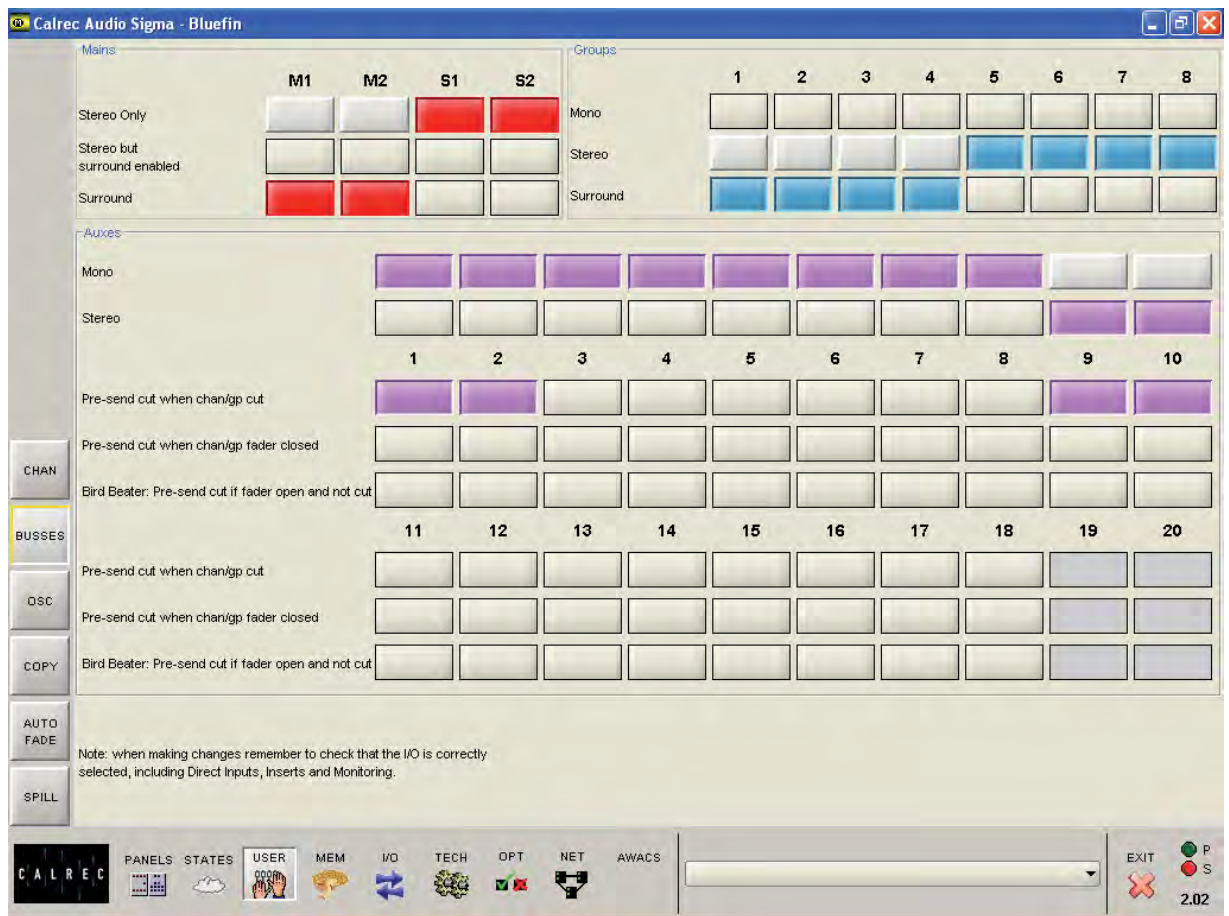 Calrec Audio Sigma - Bluefin
Mains
M1 M2 S1 S2
Stereo Only
Stereo but
surround enabled
Surround
Groups
1 2 3 4 5 6 7 8
Mono
Stereo
Surround
Auxes
Mono
Stereo
1 2 3 4 5 6 7 8 9 10
Pre-send cut when chan/gp cut
Pre-send cut when chan/gp fader closed
Bird Beater: Pre-send cut if fader open and not cut
11 12 13 14 15 16 17 18 19 20
Pre-send cut when chan/gp cut
Pre-send cut when chan/gp fader closed
Bird Beater: Pre-send cut if fader open and not cut
CHAN
BUSSES
OSC
COPY
AUTO
FADE
SPILL
Note: when making changes remember to check that the I/O is correctly
selected, including Direct Inputs, Inserts and Monitoring.
CALREC
PANELS STATES USER MEM I/O TECH OPT NET AWACS
EXIT
P
S
2.02